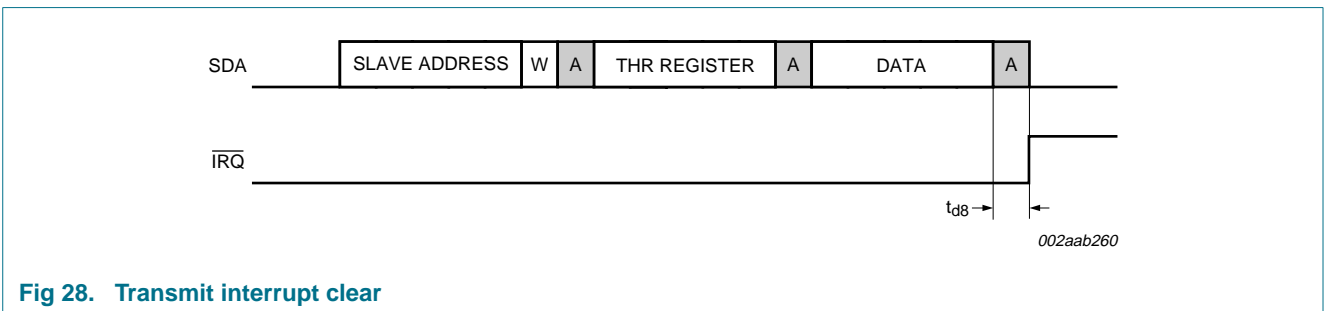 SDA SLAVE ADDRESS W A THR REGISTER A DATA A
IRQ
td8
002aab260
Fig 28. Transmit interrupt clear